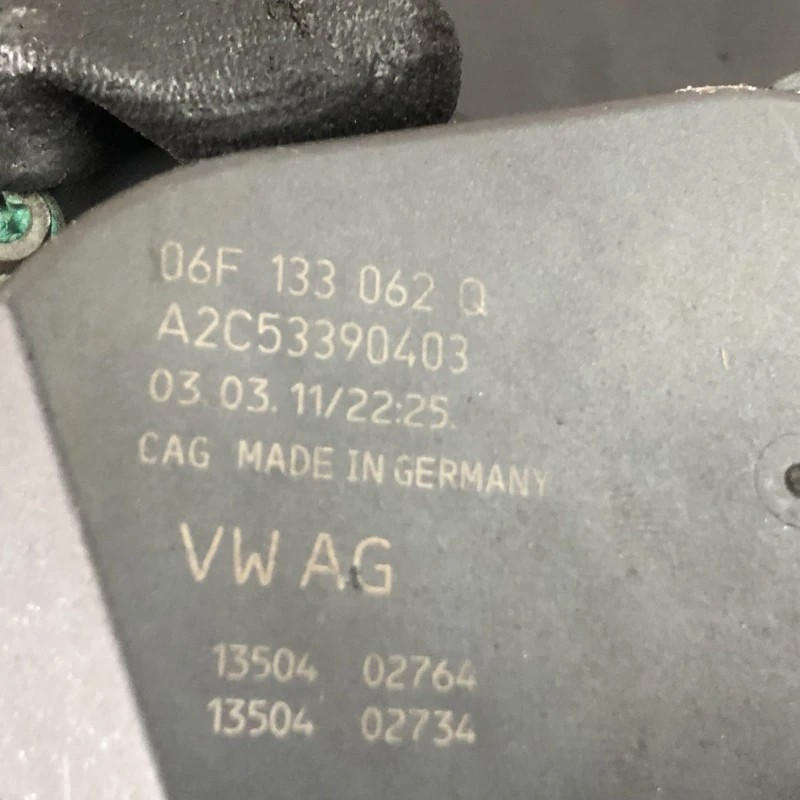 06F 133 062 Q
A2C53390403
03.03.11/22:25.
CAG MADE IN GERMANY
VW AG
13504 02764
13504 02734